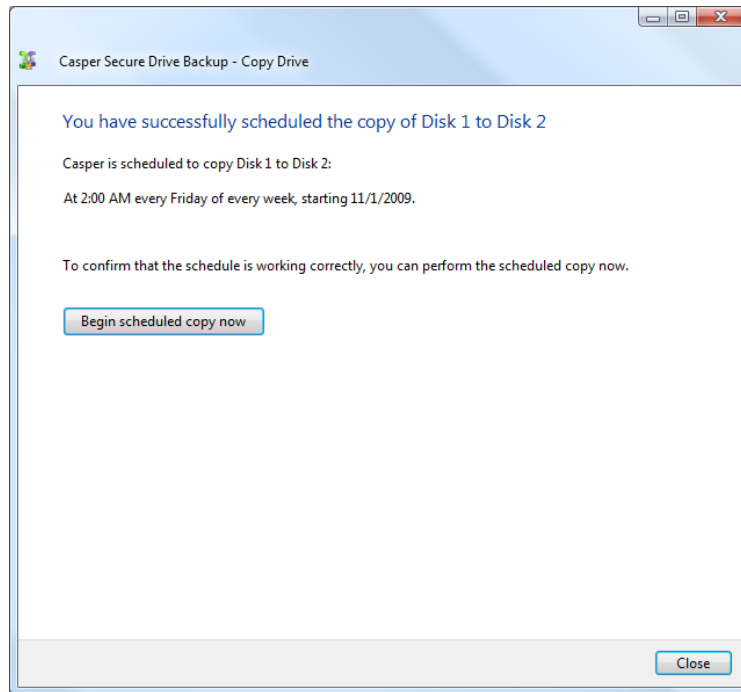 Casper Secure Drive Backup - Copy Drive
You have successfully scheduled the copy of Disk 1 to Disk 2
Casper is scheduled to copy Disk 1 to Disk 2:
At 2:00 AM every Friday of every week, starting 11/1/2009.
To confirm that the schedule is working correctly, you can perform the scheduled copy now.
Begin scheduled copy now
Close